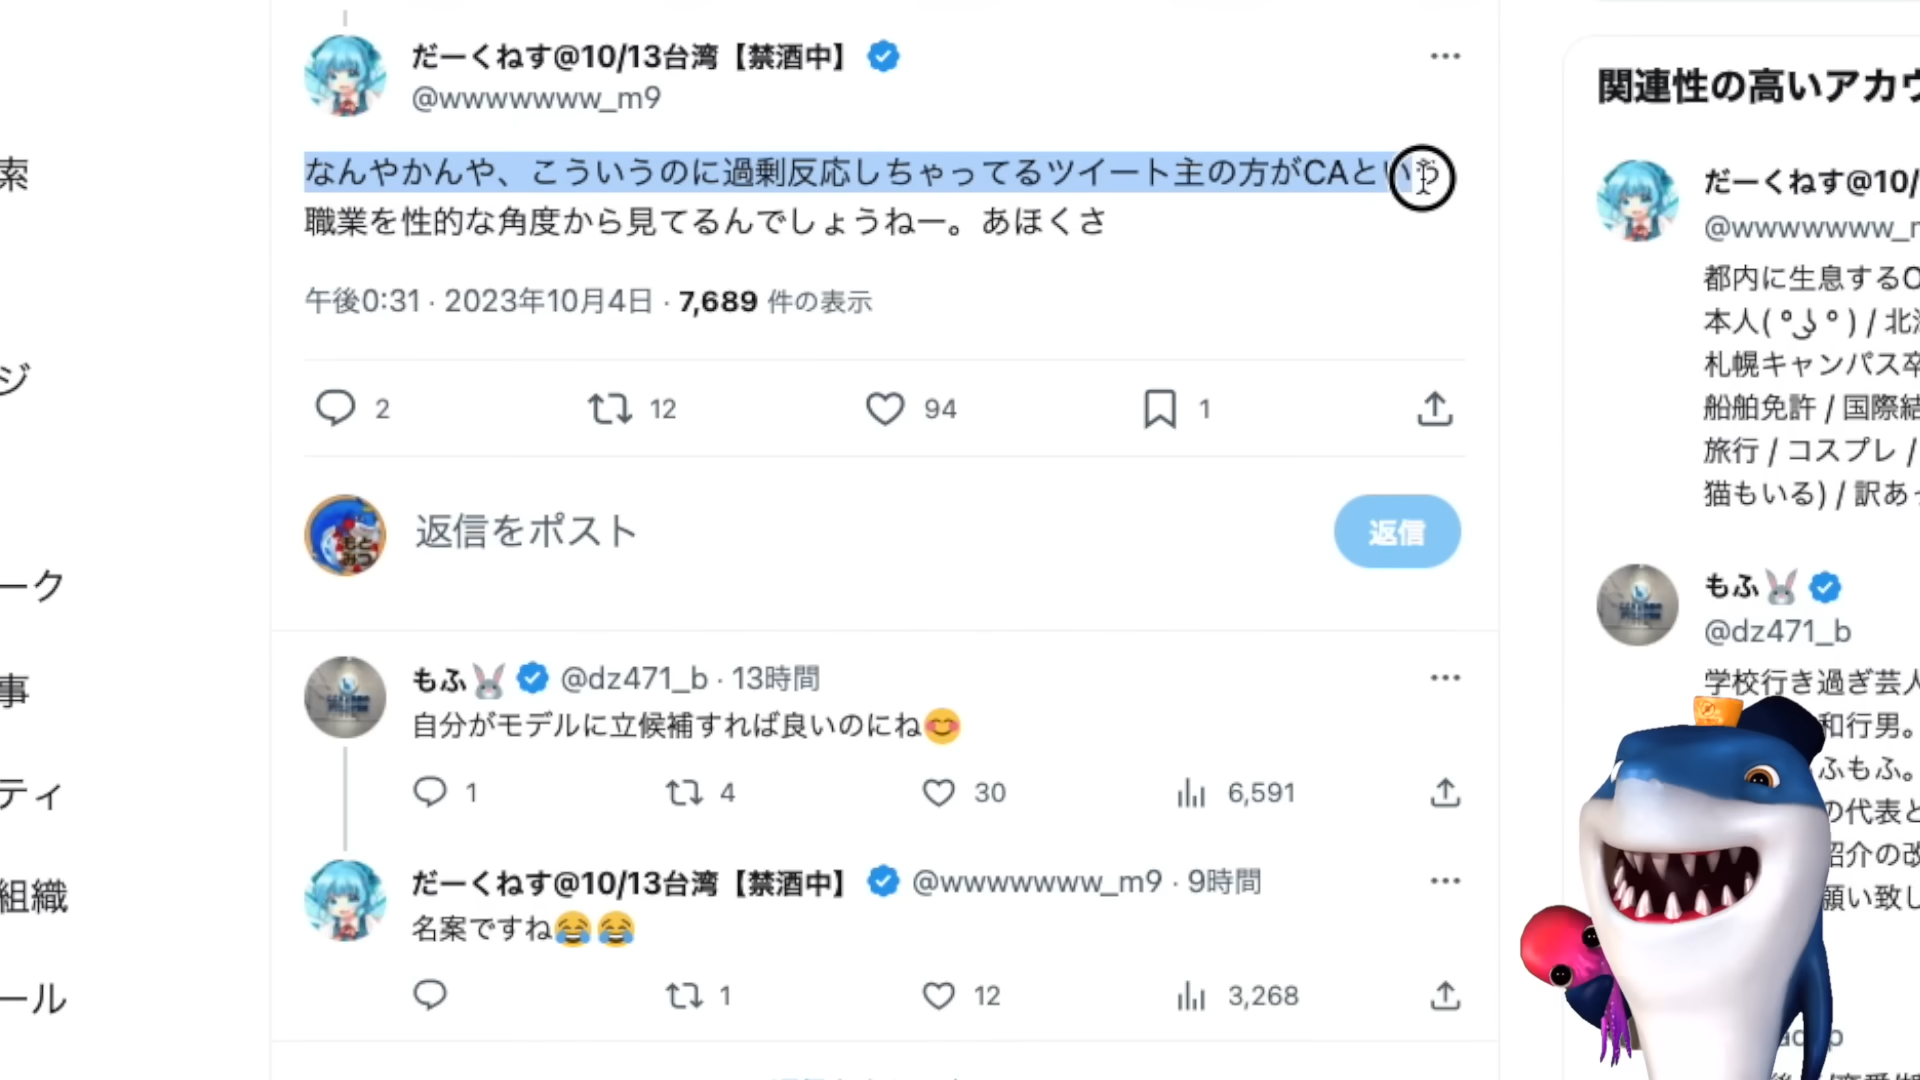 だーくねす@10/13台湾【禁酒中】
@wwwwwww_m9
なんやかんや、こういうのに過剰反応しちゃってるツイート主の方がCAとい
職業を性的な角度から見てるんでしょうねー。あほくさ
午後0:31 · 2023年10月4日 · 7,689 件の表示
2 12 94 1
返信をポスト
返信
もふ🐰 @dz471_b · 13時間
自分がモデルに立候補すれば良いのにね😊
1 4 30 6,591
だーくねす@10/13台湾【禁酒中】 @wwwwwww_m9 · 9時間
名案ですね😂😂
1 12 3,268
関連性の高いアカ
だーくねす@10/
@wwwwwww_
都内に生息する
本人( ͡° ͜ʖ ͡°) / 北
札幌キャンパス卒
船舶免許 / 国際結
旅行 / コスプレ /
猫もいる) / 訳あ
もふ🐰
@dz471_b
学校行き過ぎ芸人
和行男。
ふもふ。
の代表と
紹介の改
願い致し
索
ジ
ーク
事
ティ
組織
ール
もと
みつ